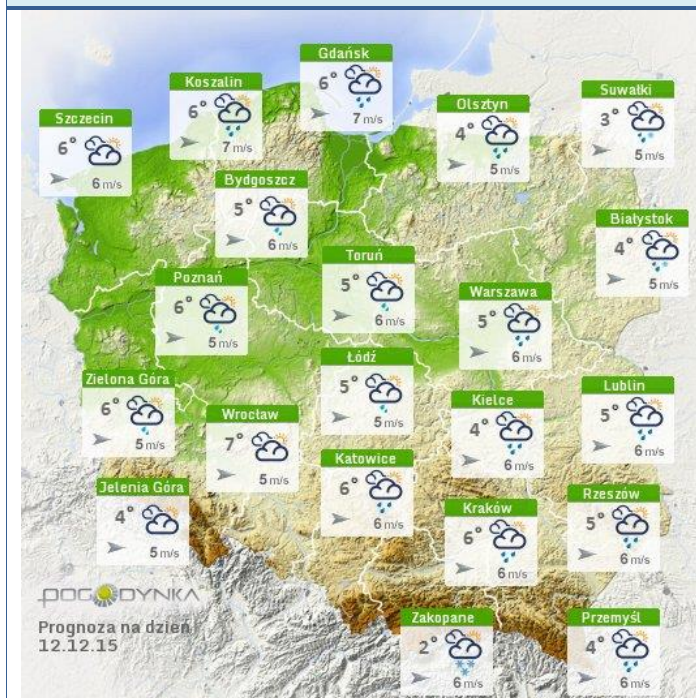 Gdańsk
6°
7 m/s
Koszalin
6°
7 m/s
Suwałki
3°
5 m/s
Olsztyn
4°
5 m/s
Szczecin
6°
6 m/s
Bydgoszcz
5°
6 m/s
Białystok
4°
5 m/s
Toruń
5°
6 m/s
Poznań
6°
5 m/s
Warszawa
5°
6 m/s
Łódź
5°
5 m/s
Zielona Góra
6°
5 m/s
Lublin
5°
6 m/s
Kielce
4°
6 m/s
Wrocław
7°
5 m/s
Katowice
6°
6 m/s
Jelenia Góra
4°
5 m/s
Rzeszów
5°
6 m/s
Kraków
6°
6 m/s
POGODYNKA
Prognoza na dzień
12.12.15
Zakopane
2°
6 m/s
Przemyśl
4°
6 m/s